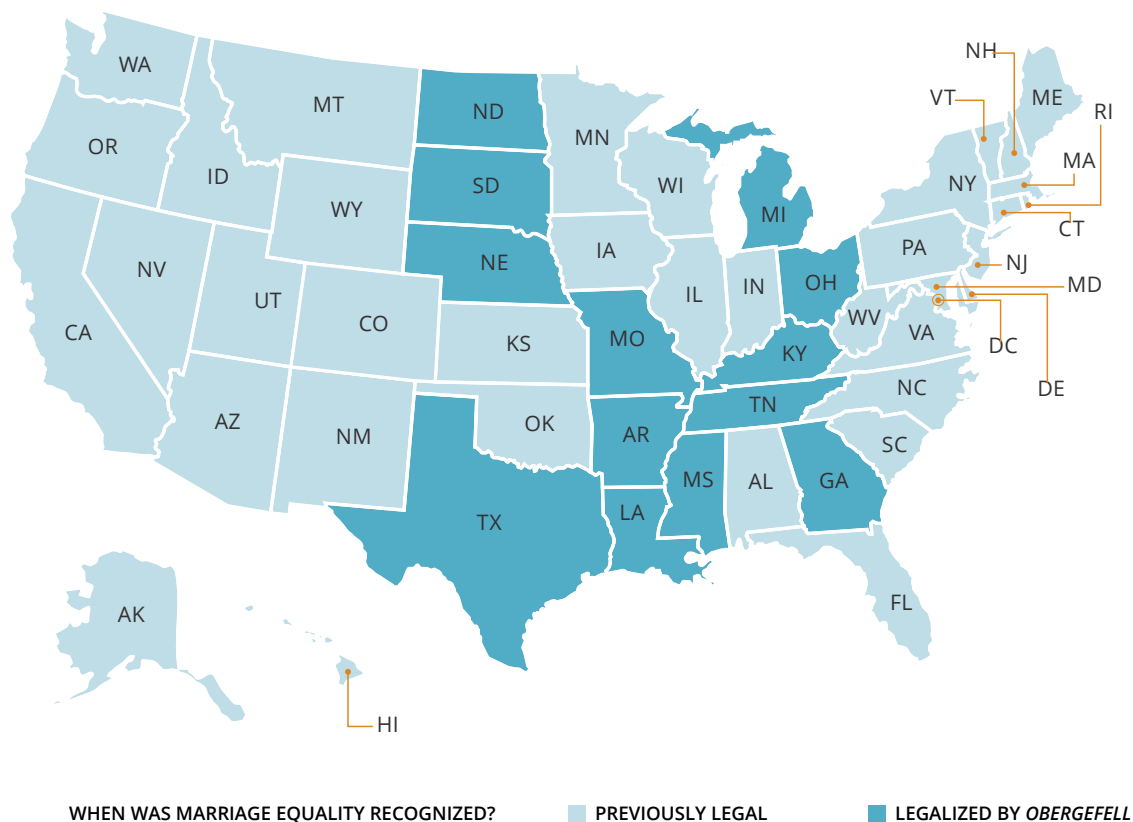 NH
WA
ME
VT
MT
RI
ND
MN
OR
MA
ID
SD
WI
NY
WY
MI
CT
PA
IA
NE
NJ
NV
OH
MD
IN
IL
UT
WV
CO
CA
VA
MO
KS
DC
KY
DE
NC
TN
AZ
OK
NM
AR
SC
MS
AL
GA
LA
TX
FL
AK
HI
WHEN WAS MARRIAGE EQUALITY RECOGNIZED? PREVIOUSLY LEGAL LEGALIZED BY OBERGEFELL